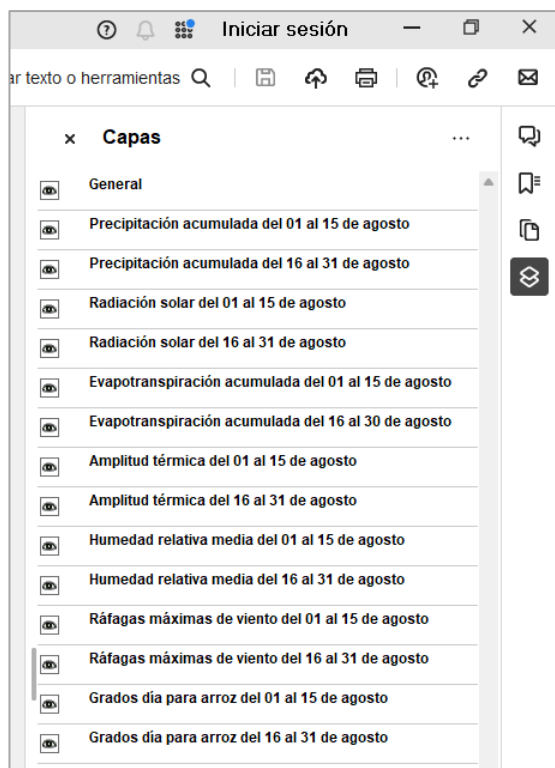 Iniciar sesión
ar texto o herramientas
Capas
General
Precipitación acumulada del 01 al 15 de agosto
Precipitación acumulada del 16 al 31 de agosto
Radiación solar del 01 al 15 de agosto
Radiación solar del 16 al 31 de agosto
Evapotranspiración acumulada del 01 al 15 de agosto
Evapotranspiración acumulada del 16 al 30 de agosto
Amplitud térmica del 01 al 15 de agosto
Amplitud térmica del 16 al 31 de agosto
Humedad relativa media del 01 al 15 de agosto
Humedad relativa media del 16 al 31 de agosto
Ráfagas máximas de viento del 01 al 15 de agosto
Ráfagas máximas de viento del 16 al 31 de agosto
Grados día para arroz del 01 al 15 de agosto
Grados día para arroz del 16 al 31 de agosto